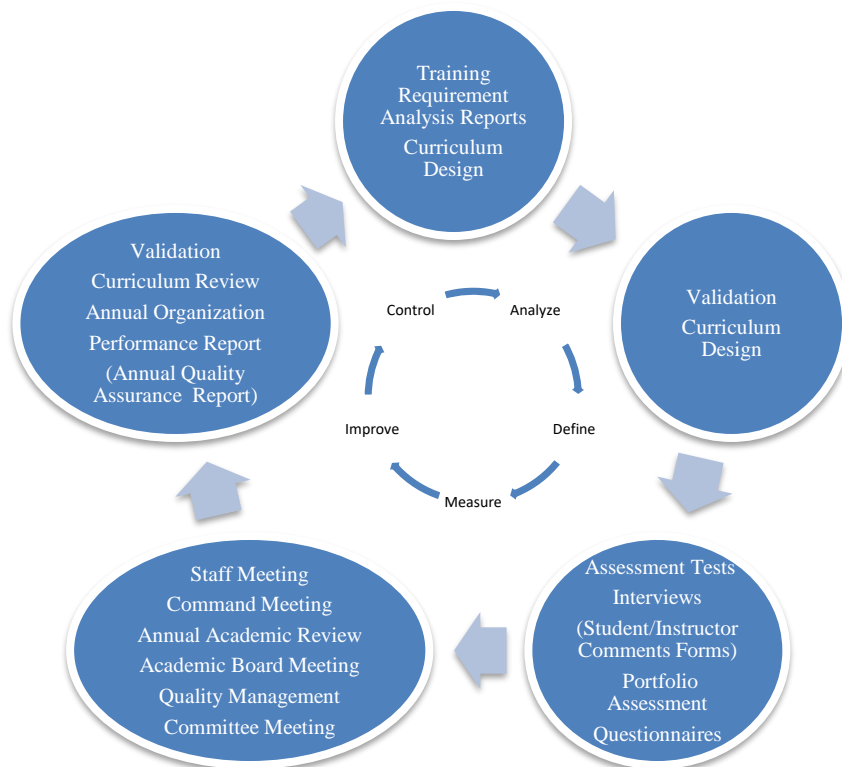 Training
Requirement
Analysis Reports
Curriculum
Design
Validation
Curriculum
Design
Assessment Tests
Interviews
(Student/Instructor
Comments Forms)
Portfolio
Assessment
Questionnaires
Staff Meeting
Command Meeting
Annual Academic Review
Academic Board Meeting
Quality Management
Committee Meeting
Validation
Curriculum Review
Annual Organization
Performance Report
(Annual Quality
Assurance Report)
Control
Analyze
Define
Measure
Improve